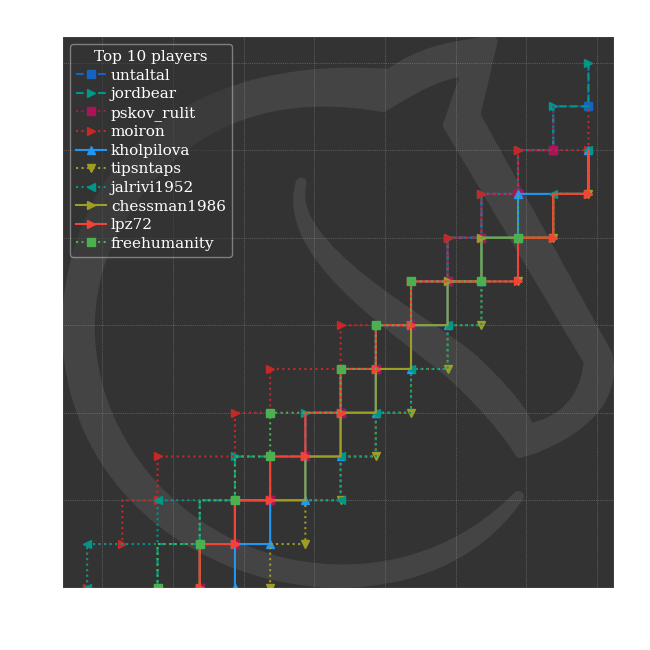 Top 10 players
untaltal
jordbear
pskov_rulit
moiron
kholpilova
tipsntaps
jalrivi1952
chessman1986
lpz72
freehumanity